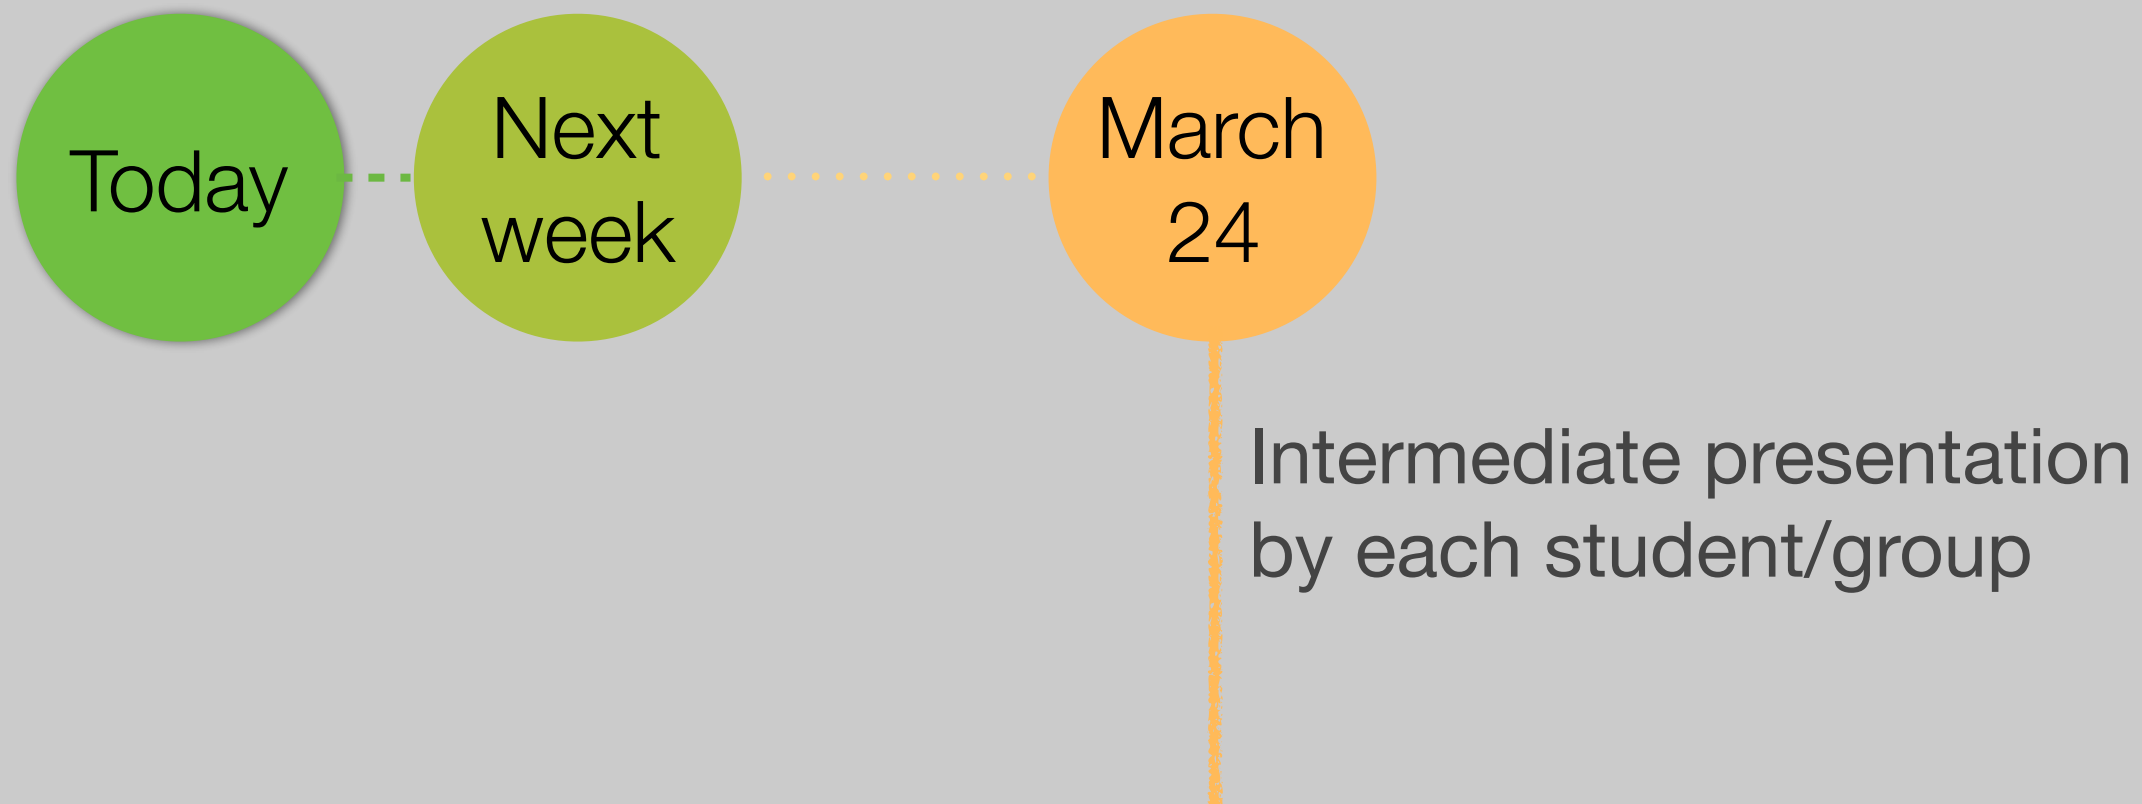 Today
Next
week
March
24
Intermediate presentation
by each student/group